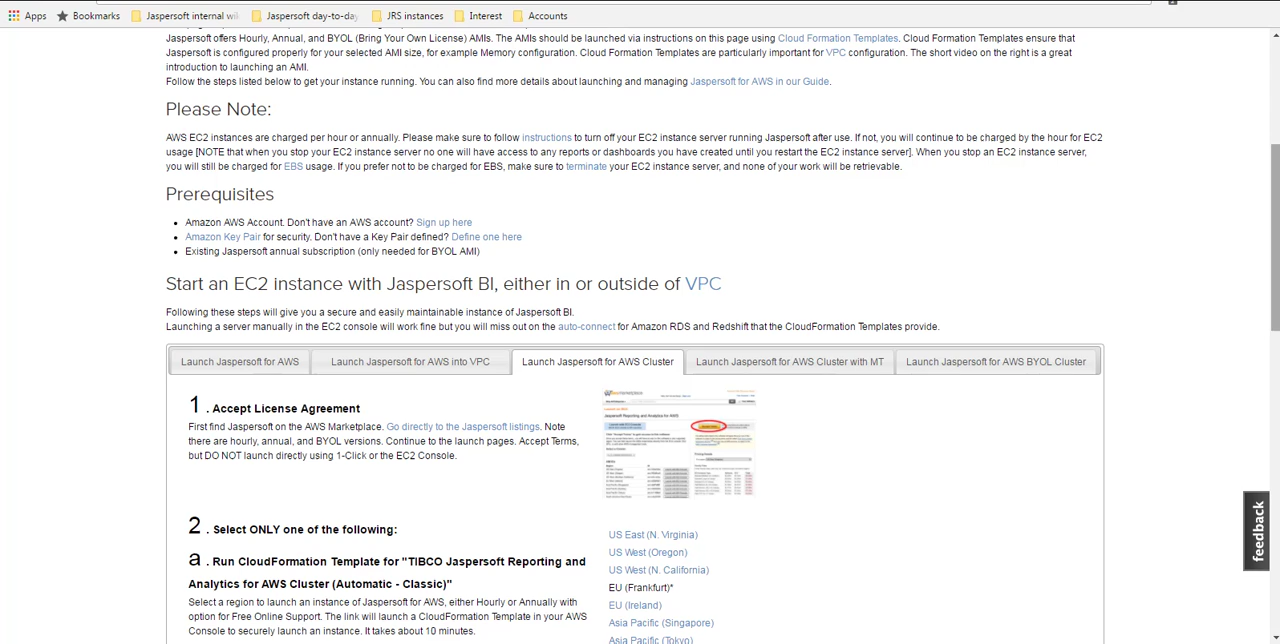 Apps Bookmarks Jaspersoft internal wi Jaspersoft day-to-da JRS instances Interest Accounts
Jaspersoft offers Hourly, Annual, and BYOL (Bring Your Own License) AMIs. The AMIs should be launched via instructions on this page using Cloud Formation Templates. Cloud Formation Templates ensure that
Jaspersoft is configured properly for your selected AMI size, for example Memory configuration. Cloud Formation Templates are particularly important for VPC configuration. The short video on the right is a great
introduction to launching an AMI.
Follow the steps listed below to get your instance running. You can also find more details about launching and managing Jaspersoft for AWS in our Guide.
Please Note:
AWS EC2 instances are charged per hour or annually. Please make sure to follow instructions to turn off your EC2 instance server running Jaspersoft after use. If not, you will continue to be charged by the hour for EC2
usage [NOTE that when you stop your EC2 instance server no one will have access to any reports or dashboards you have created until you restart the EC2 instance server]. When you stop an EC2 instance server,
you will still be charged for EBS usage. If you prefer not to be charged for EBS, make sure to terminate your EC2 instance server, and none of your work will be retrievable.
Prerequisites
• Amazon AWS Account. Don't have an AWS account? Sign up here
• Amazon Key Pair for security. Don't have a Key Pair defined? Define one here
• Existing Jaspersoft annual subscription (only needed for BYOL AMI)
Start an EC2 instance with Jaspersoft BI, either in or outside of VPC
Following these steps will give you a secure and easily maintainable instance of Jaspersoft BI.
Launching a server manually in the EC2 console will work fine but you will miss out on the auto-connect for Amazon RDS and Redshift that the CloudFormation Templates provide.
Launch Jaspersoft for AWS Launch Jaspersoft for AWS into VPC Launch Jaspersoft for AWS Cluster Launch Jaspersoft for AWS Cluster with MT Launch Jaspersoft for AWS BYOL Cluster
1 . Accept License Agreement
First find Jaspersoft on the AWS Marketplace. Go directly to the Jaspersoft listings. Note
there are hourly, annual, and BYOL listings. Click Continue on listing pages. Accept Terms,
but DO NOT launch directly using 1-Click or the EC2 Console.
2 . Select ONLY one of the following:
a . Run CloudFormation Template for "TIBCO Jaspersoft Reporting and
Analytics for AWS Cluster (Automatic - Classic)"
Select a region to launch an instance of Jaspersoft for AWS, either Hourly or Annually with
option for Free Online Support. The link will launch a CloudFormation Template in your AWS
Console to securely launch an instance. It takes about 10 minutes.
US East (N. Virginia)
US West (Oregon)
US West (N. California)
EU (Frankfurt)*
EU (Ireland)
Asia Pacific (Singapore)
Asia Pacific (Tokyo)
feedback